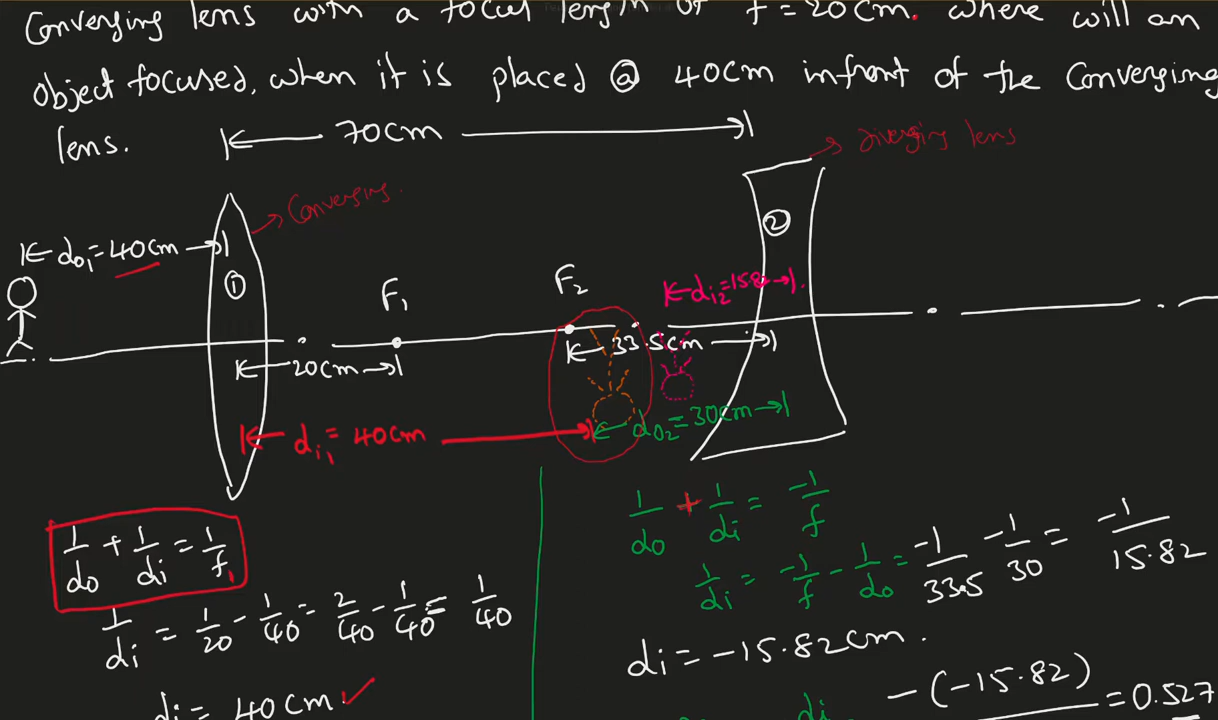 Converging lens with a focal length of f = 20cm. where will an
object focused, when it is placed @ 40cm infront of the Converging
lens.
70cm
diverging lens
Converging.
do₁ = 40cm
①
②
F₁
F₂
di₂ = 15.82
20cm
33.5cm
di₁ = 40cm
do₂ = 30cm
1/do + 1/di = 1/f,
1/di = 1/20 - 1/40 = 2/40 - 1/40 = 1/40
di = 40cm ✓
1/do + 1/di = -1/f
1/di = -1/f - 1/do = -1/33.5 - 1/30 = -1/15.82
di = -15.82cm.
di
-(-15.82) = 0.527